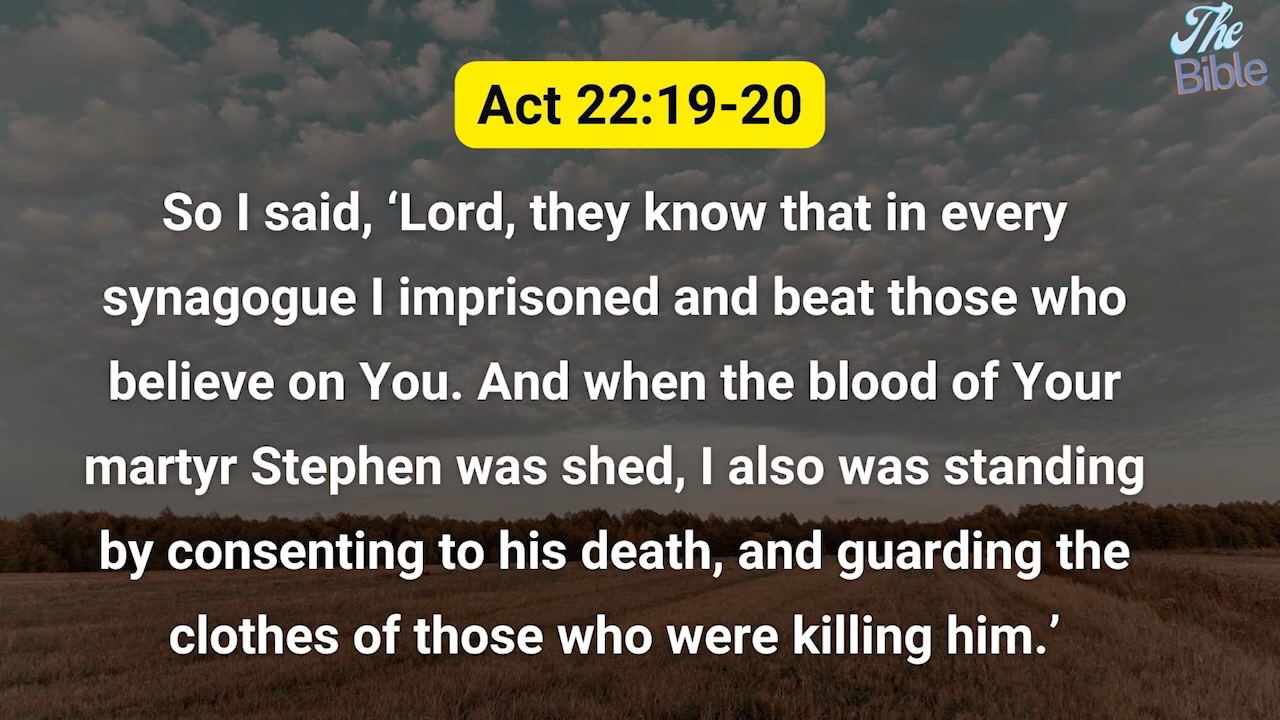 The
Bible
Act 22:19-20
So I said, ‘Lord, they know that in every
synagogue I imprisoned and beat those who
believe on You. And when the blood of Your
martyr Stephen was shed, I also was standing
by consenting to his death, and guarding the
clothes of those who were killing him.’